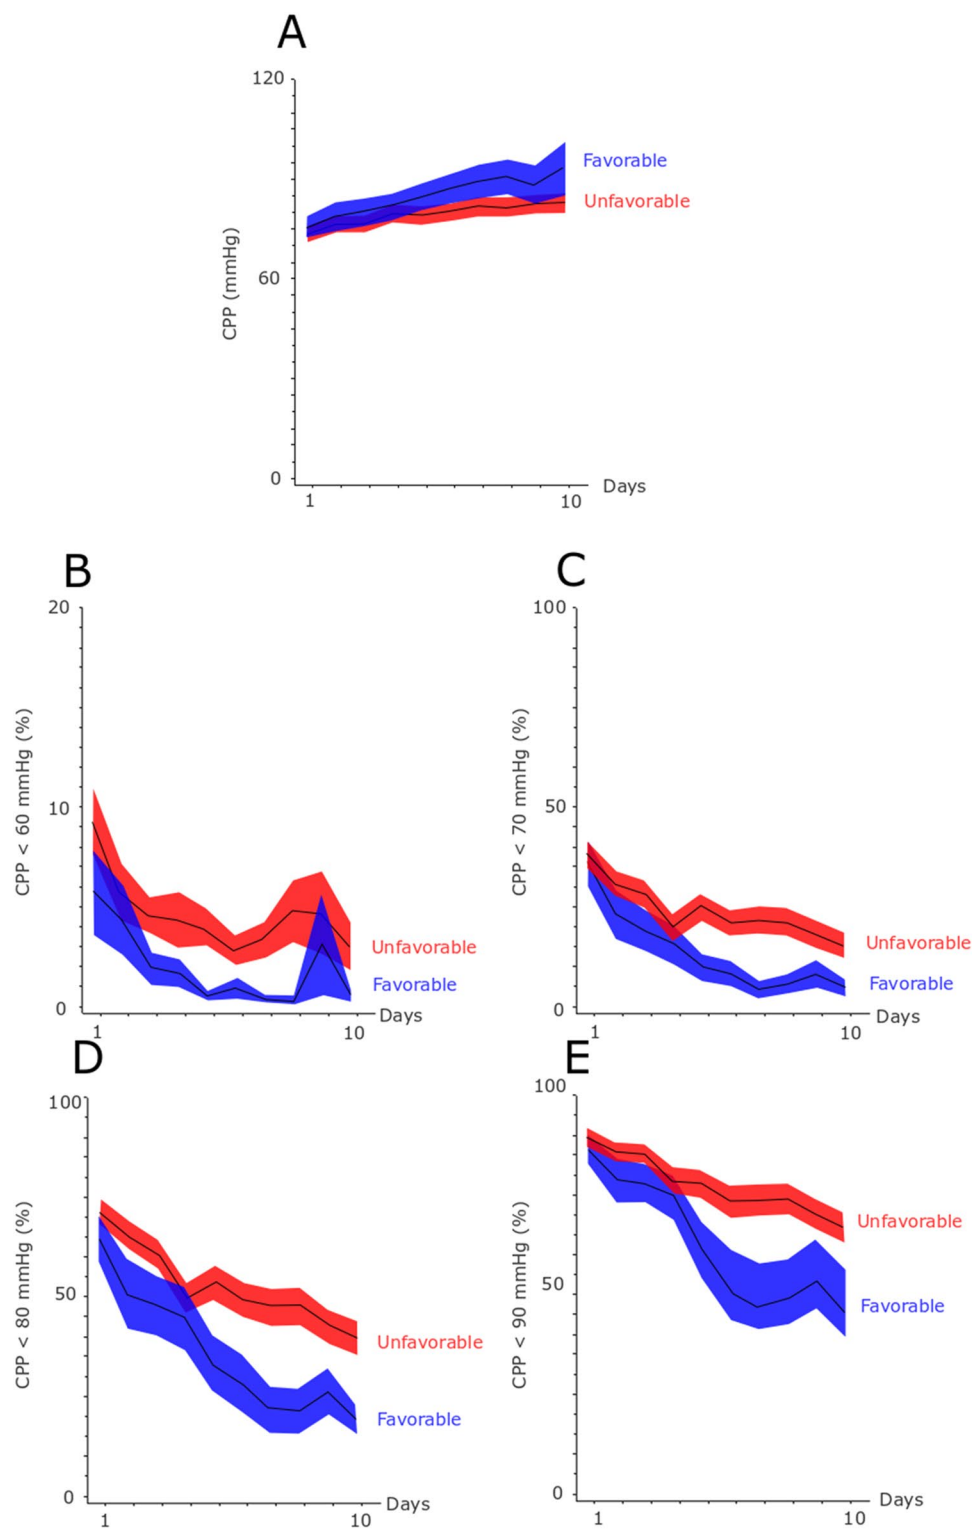 A
120
Favorable
Unfavorable
CPP (mmHg)
60
0
1
10
Days
B
20
CPP < 60 mmHg (%)
10
Unfavorable
Favorable
0
1
10
Days
C
100
CPP < 70 mmHg (%)
50
Unfavorable
Favorable
0
1
10
Days
D
100
CPP < 80 mmHg (%)
50
Unfavorable
Favorable
0
1
10
Days
E
100
CPP < 90 mmHg (%)
50
Unfavorable
Favorable
0
1
10
Days